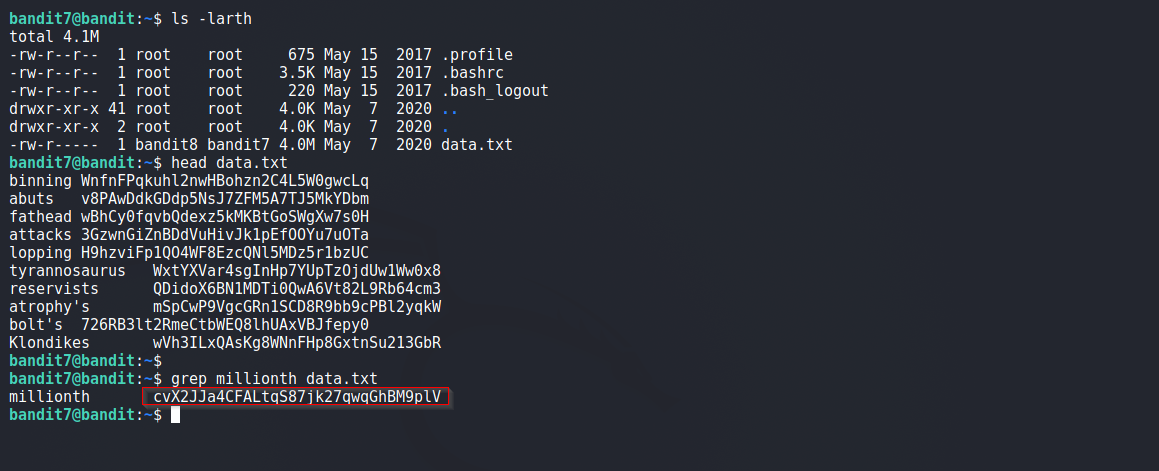 bandit7@bandit:~$ ls -larth
total 4.1M
-rw-r--r--  1 root    root     675 May 15  2017 .profile
-rw-r--r--  1 root    root    3.5K May 15  2017 .bashrc
-rw-r--r--  1 root    root     220 May 15  2017 .bash_logout
drwxr-xr-x 41 root    root    4.0K May  7  2020 ..
drwxr-xr-x  2 root    root    4.0K May  7  2020 .
-rw-r-----  1 bandit8 bandit7 4.0M May  7  2020 data.txt
bandit7@bandit:~$ head data.txt
binning WnfnFPqkuhl2nwHBohzn2C4L5W0gwcLq
abuts   v8PAwDdkGDdp5NsJ7ZFM5A7TJ5MkYDbm
fathead wBhCy0fqvbQdexz5kMKBtGoSWgXw7s0H
attacks 3GzwnGiZnBDdVuHivJk1pEfOOYu7uOTa
lopping H9hzviFp1QO4WF8EzcQNl5MDz5r1bzUC
tyrannosaurus   WxtYXVar4sgInHp7YUpTzOjdUw1Ww0x8
reservists      QDidoX6BN1MDTi0QwA6Vt82L9Rb64cm3
atrophy's       mSpCwP9VgcGRn1SCD8R9bb9cPBl2yqkW
bolt's  726RB3lt2RmeCtbWEQ8lhUAxVBJfepy0
Klondikes       wVh3ILxQAsKg8WNnFHp8GxtnSu213GbR
bandit7@bandit:~$
bandit7@bandit:~$ grep millionth data.txt
millionth       cvX2JJa4CFALtqS87jk27qwqGhBM9plV
bandit7@bandit:~$